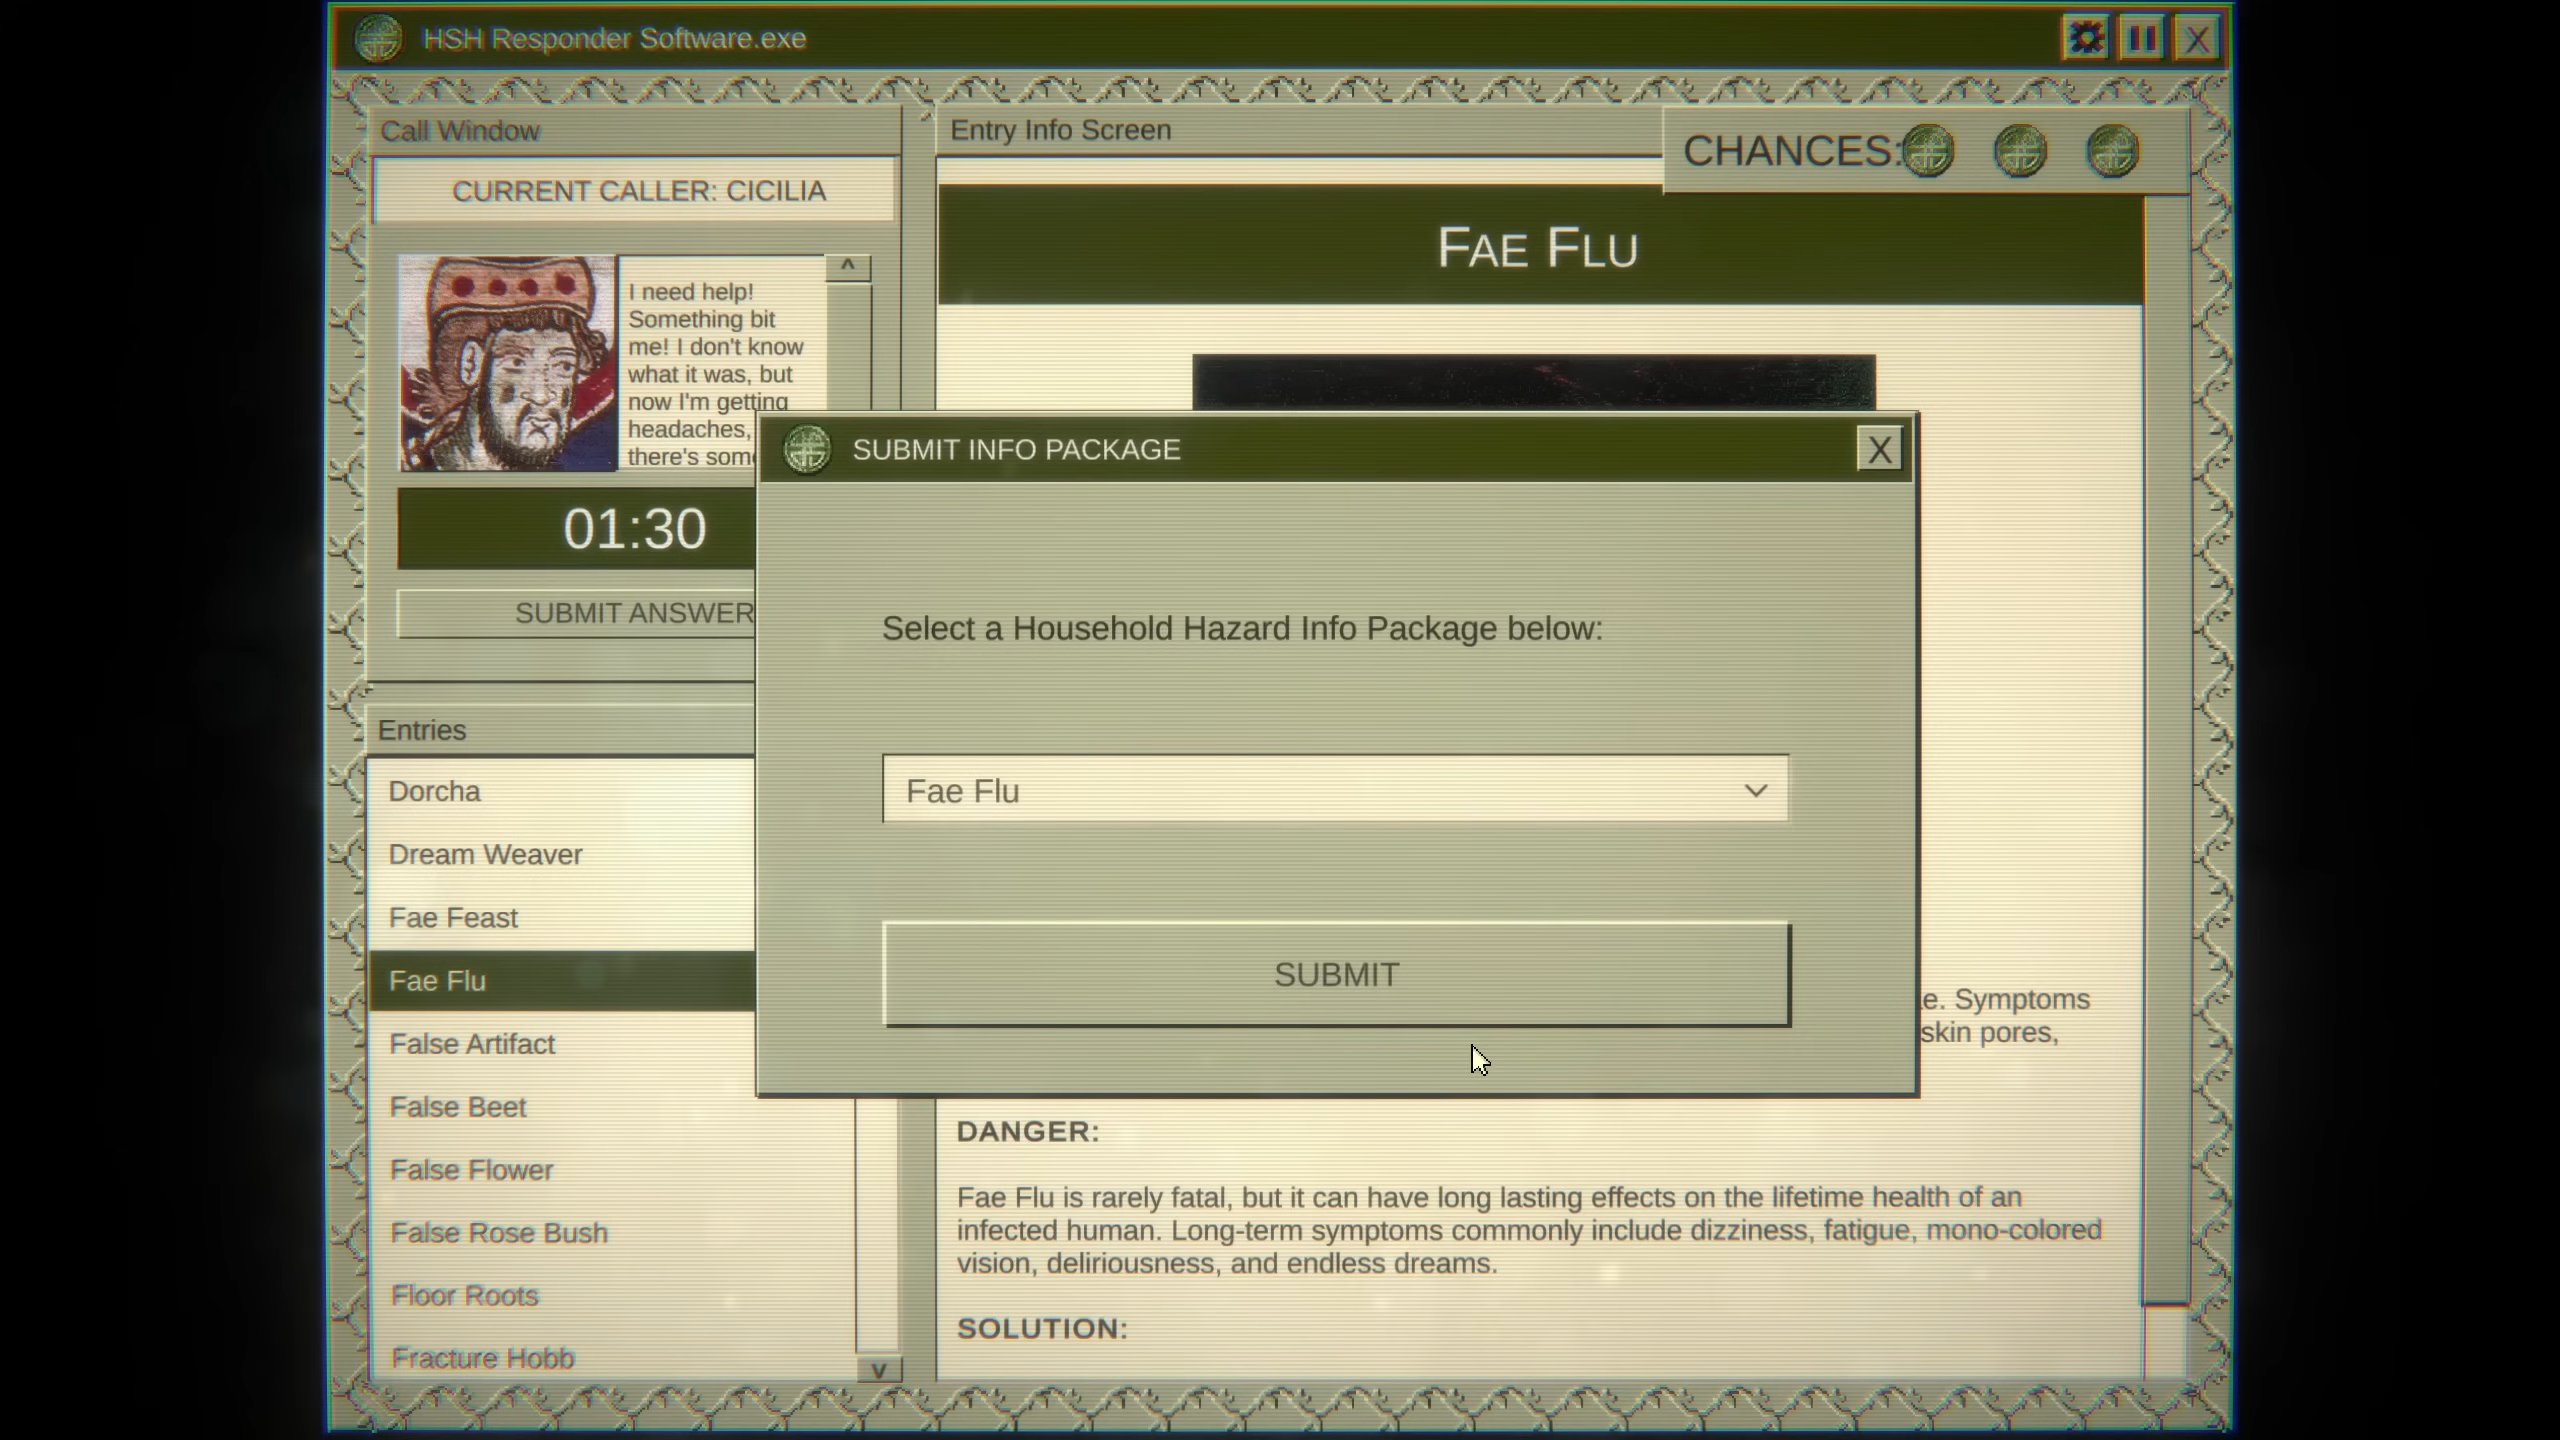 HSH Responder Software.exe
X
Call Window
CURRENT CALLER: CICILIA
I need help!
Something bit
me! I don't know
what it was, but
now I'm getting
headaches,
there's
01:30
SUBMIT ANSWER
Entries
Dorcha
Dream Weaver
Fae Feast
Fae Flu
False Artifact
False Beet
False Flower
False Rose Bush
Floor Roots
Fracture Hobb
Entry Info Screen
CHANCES:
FAE FLU
SUBMIT INFO PACKAGE
X
Select a Household Hazard Info Package below:
Fae Flu
SUBMIT
Symptoms
skin pores,
DANGER:
Fae Flu is rarely fatal, but it can have long lasting effects on the lifetime health of an
infected human. Long-term symptoms commonly include dizziness, fatigue, mono-colored
vision, deliriousness, and endless dreams.
SOLUTION: